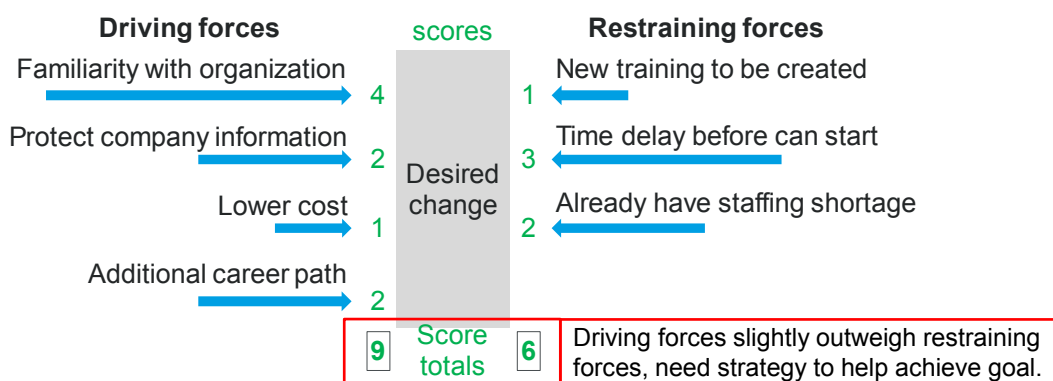 Driving forces
scores
Restraining forces
Familiarity with organization
4
1
New training to be created
Protect company information
2
3
Time delay before can start
Desired
change
Lower cost
1
2
Already have staffing shortage
Additional career path
2
9
Score
totals
6
Driving forces slightly outweigh restraining
forces, need strategy to help achieve goal.